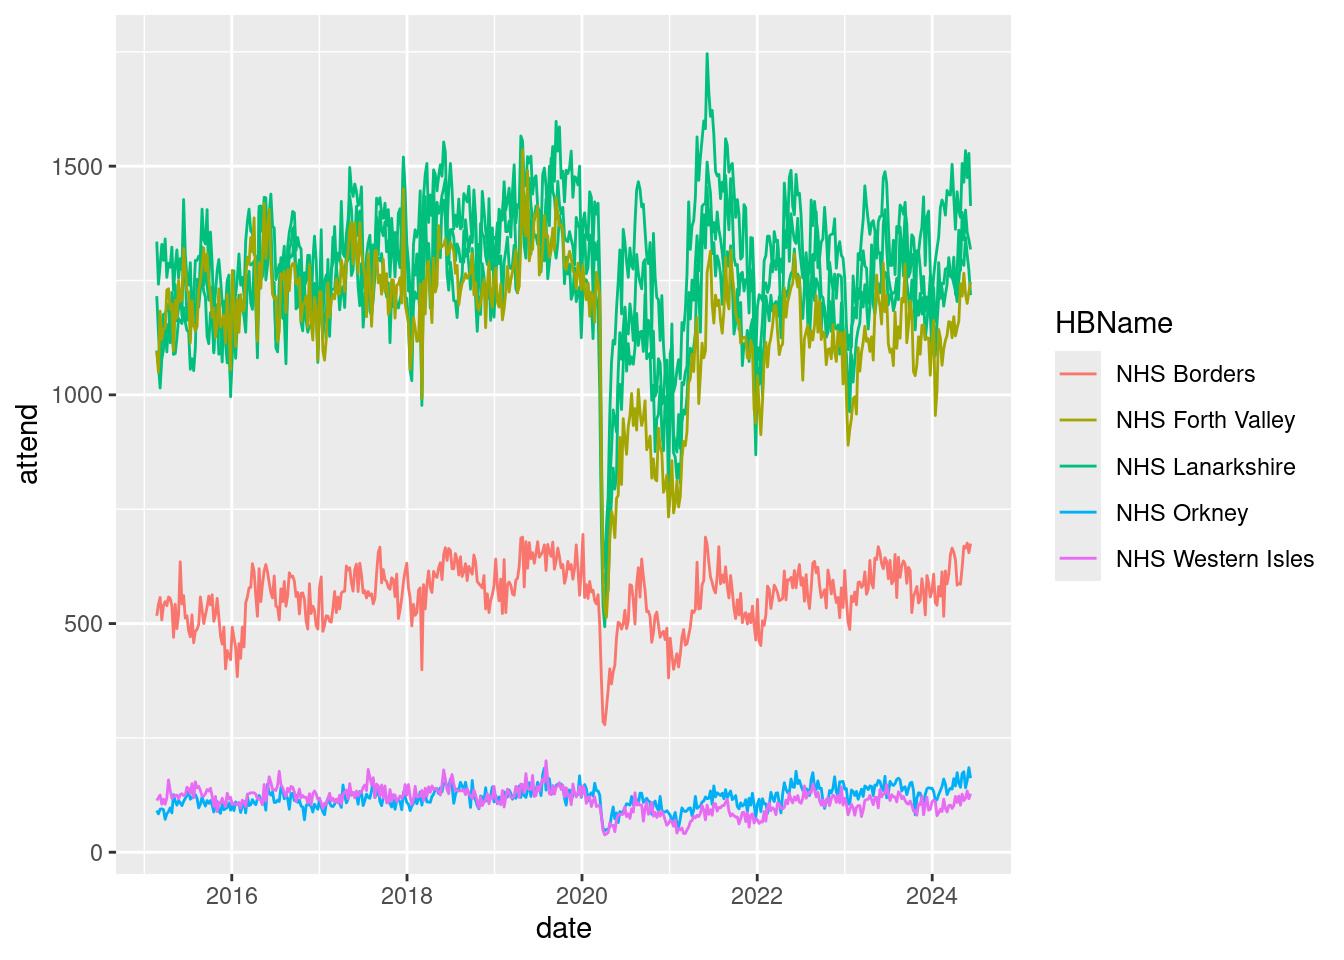 1500
1000
500
0
attend
2016
2018
2020
2022
2024
date
HBName
NHS Borders
NHS Forth Valley
NHS Lanarkshire
NHS Orkney
NHS Western Isles